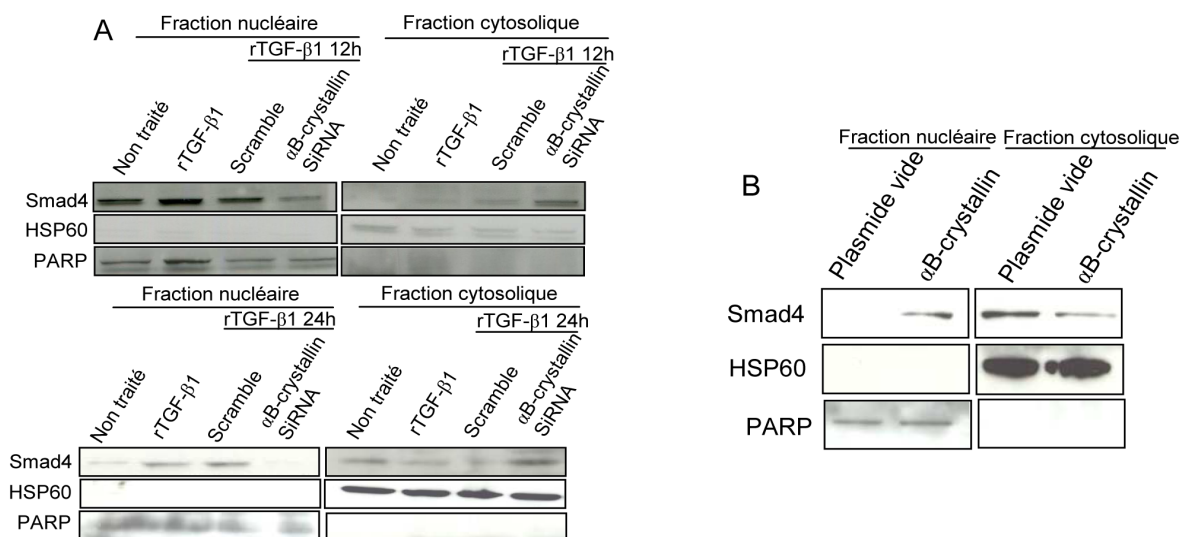 A
Fraction nucléaire
Fraction cytosolique
rTGF-β1 12h
rTGF-β1 12h
Non traité
rTGF-β1
Scramble
αB-crystallin
SiRNA
Non traité
rTGF-β1
Scramble
αB-crystallin
SiRNA
Smad4
HSP60
PARP
Fraction nucléaire
Fraction cytosolique
rTGF-β1 24h
rTGF-β1 24h
Non traité
rTGF-β1
Scramble
αB-crystallin
SiRNA
Non traité
rTGF-β1
Scramble
αB-crystallin
SiRNA
Smad4
HSP60
PARP
B
Fraction nucléaire
Fraction cytosolique
Plasmide vide
αB-crystallin
Plasmide vide
αB-crystallin
Smad4
HSP60
PARP